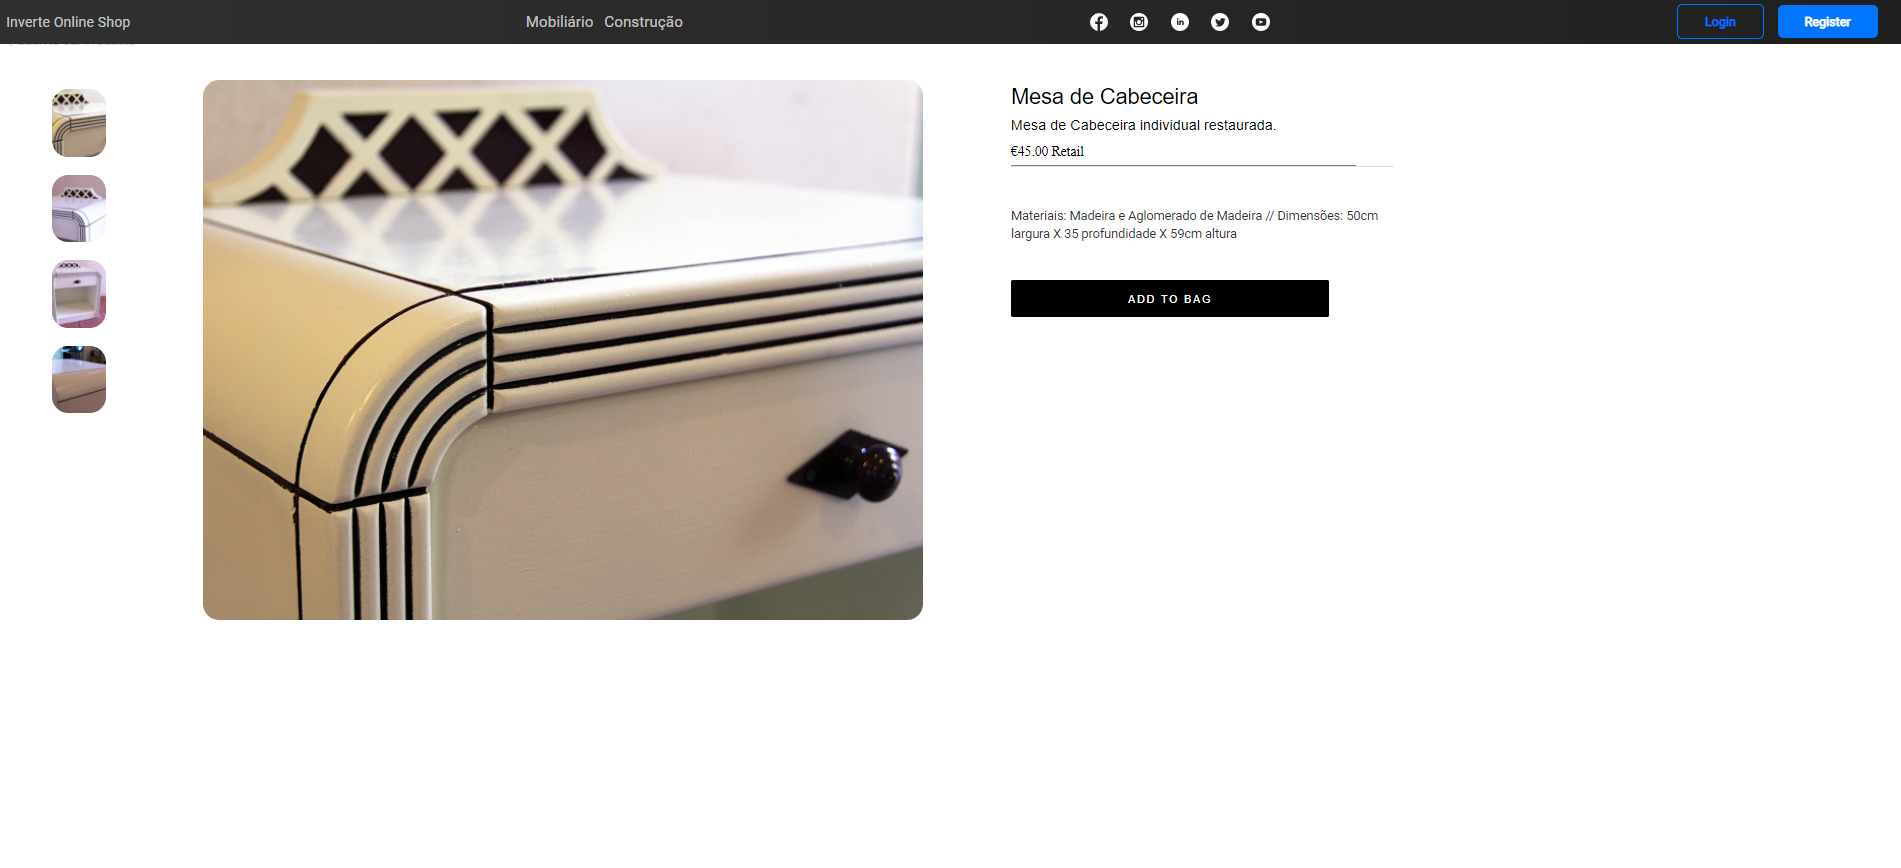 Inverte Online Shop
Mobiliário Construção
Login
Register
Mesa de Cabeceira
Mesa de Cabeceira individual restaurada.
€45.00 Retail
Materiais: Madeira e Aglomerado de Madeira // Dimensões: 50cm
largura X 35 profundidade X 59cm altura
ADD TO BAG